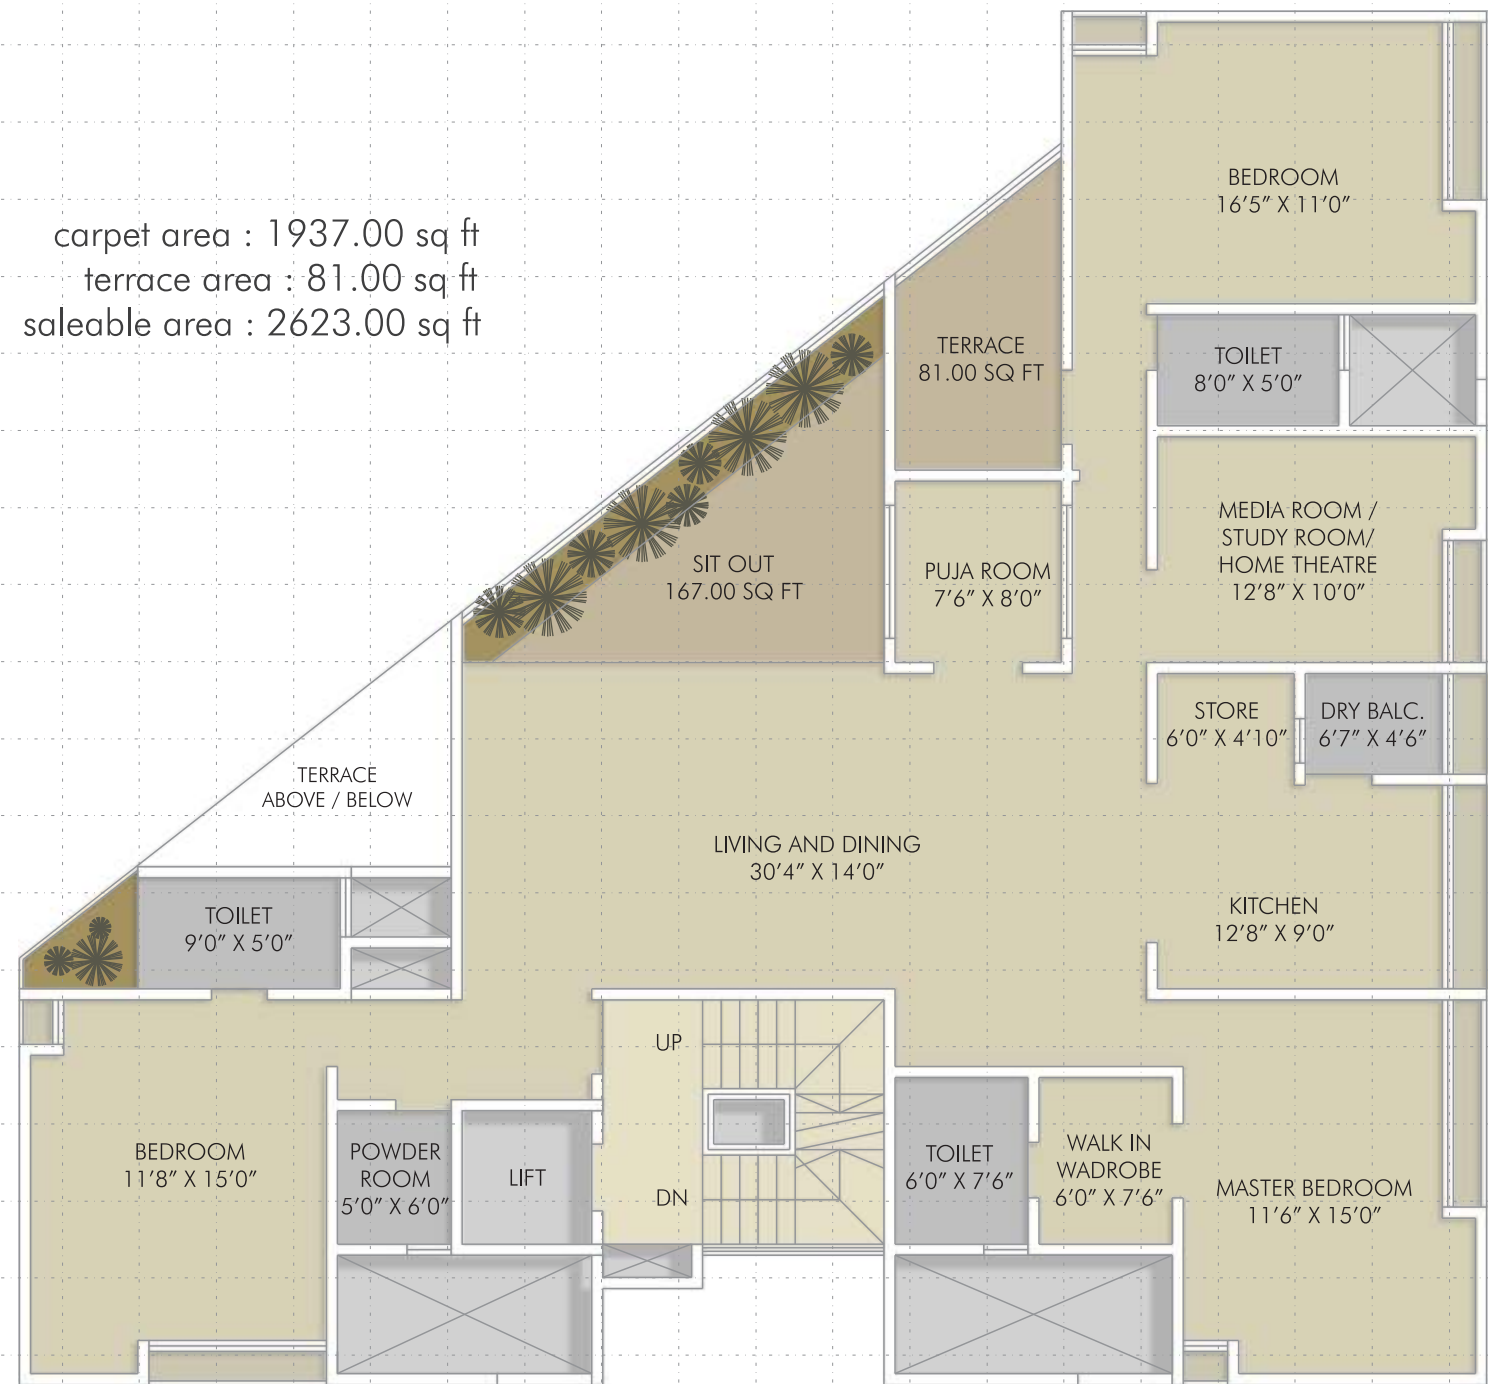 carpet area : 1937.00 sq ft
terrace area : 81.00 sq ft
saleable area : 2623.00 sq ft
BEDROOM
16'5" X 11'0"
TERRACE
81.00 SQ FT
TOILET
8'0" X 5'0"
SIT OUT
167.00 SQ FT
PUJA ROOM
7'6" X 8'0"
MEDIA ROOM /
STUDY ROOM/
HOME THEATRE
12'8" X 10'0"
STORE
6'0" X 4'10"
DRY BALC.
6'7" X 4'6"
TERRACE
ABOVE / BELOW
LIVING AND DINING
30'4" X 14'0"
TOILET
9'0" X 5'0"
KITCHEN
12'8" X 9'0"
UP
DN
BEDROOM
11'8" X 15'0"
POWDER
ROOM
5'0" X 6'0"
LIFT
TOILET
6'0" X 7'6"
WALK IN
WADROBE
6'0" X 7'6"
MASTER BEDROOM
11'6" X 15'0"